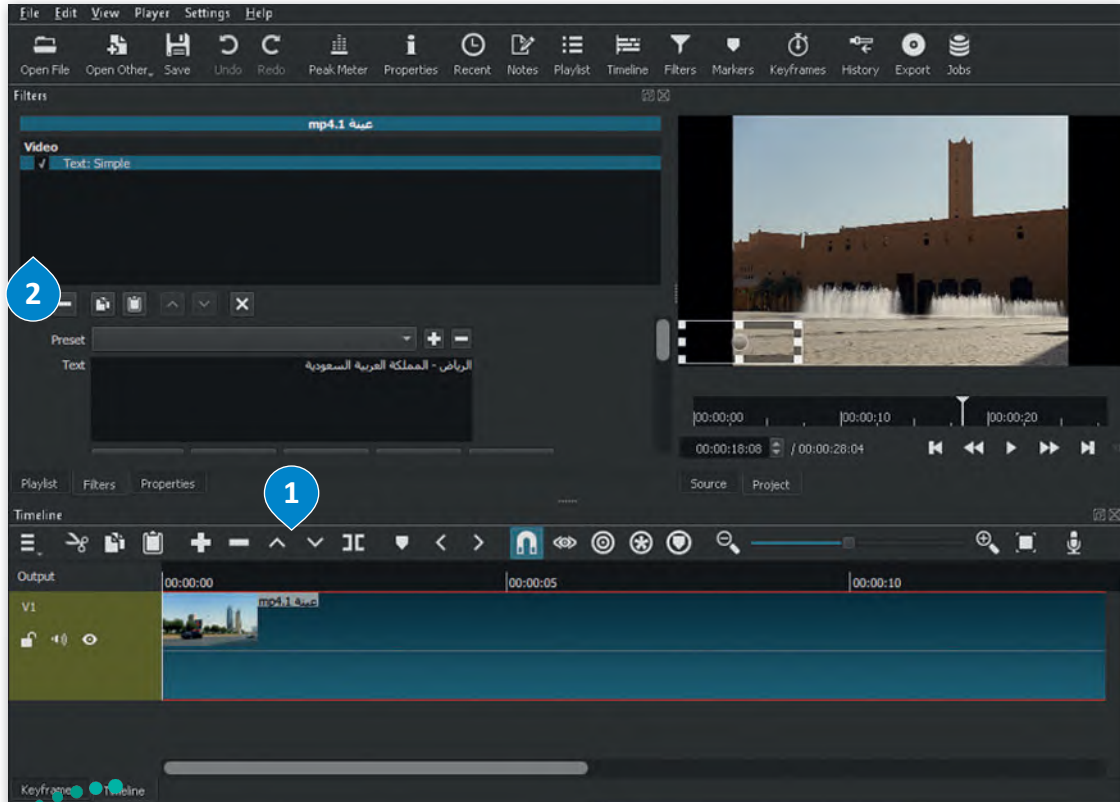 File Edit View Player Settings Help
Open File Open Other... Save Undo Redo Peak Meter Properties Recent Notes Playlist Timeline Filters Markers Keyframes History Export Jobs
Filters
عينة 1.mp4
Video
Text: Simple
2
Preset
Text
الرياض - المملكة العربية السعودية
00:00:00 00:00:10 00:00:20
00:00:18:08 / 00:00:28:04
Playlist Filters Properties
Source Project
1
Timeline
Output
00:00:00 00:00:05 00:00:10
V1
عينة 1.mp4
Timeline